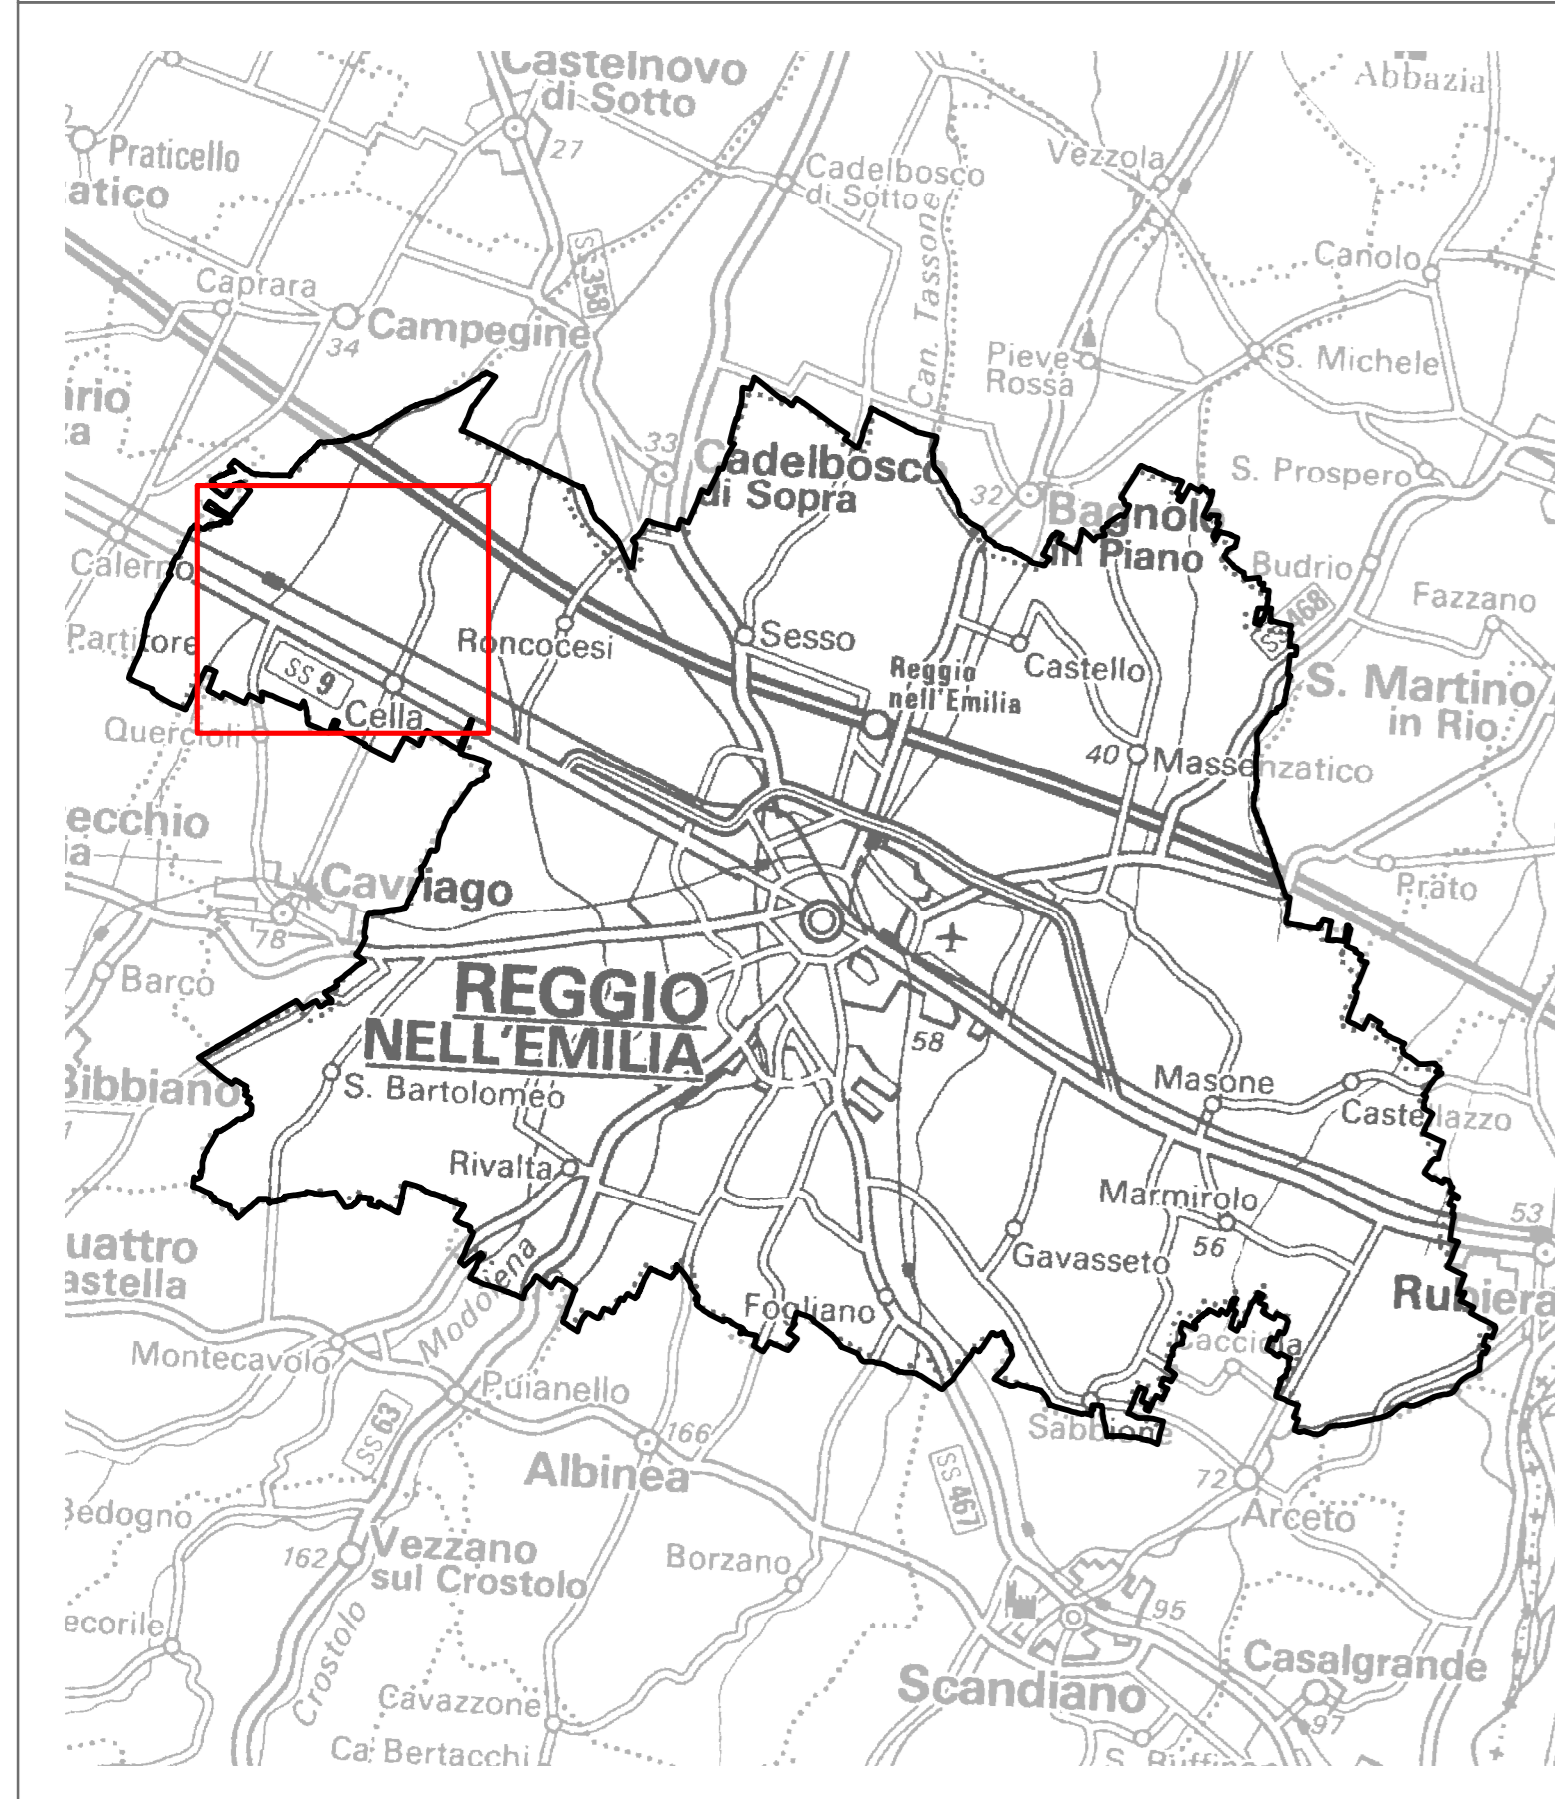 Castelnovo
di Sotto
Abbazia
27
Praticello
Cadelbosco
di Sotto
Vezzola
atico
Can. Tassone
SS 358
Canolo
Caprara
Campegine
34
Pieve
Rossa
S. Michele
ario
za
33
Cadelbosco
di Sopra
32
Bagnolo
in Piano
S. Prospero
Calerno
Budrio
SS 468
Fazzano
Partitore
Roncocesi
Sesso
Castello
SS 9
Reggio
nell'Emilia
S. Martino
in Rio
Cella
Quercioli
40
Massenzatico
ecchio
ia
Cavriago
Prato
78
Barco
REGGIO
NELL'EMILIA
58
Bibbiano
S. Bartolomeo
Masone
Castellazzo
Rivalta
Marmirolo
53
56
uattro
astella
Modolena
Gavasseto
Rubiera
Fogliano
Cacciola
Montecavolo
Puianello
SS 63
166
Sabbione
Albinea
SS 467
72
Arceto
Bedogno
162
Vezzano
sul Crostolo
Borzano
95
ecorile
Crostolo
Casalgrande
Scandiano
Cavazzone
97
Ca' Bertacchi
S. Ruffino